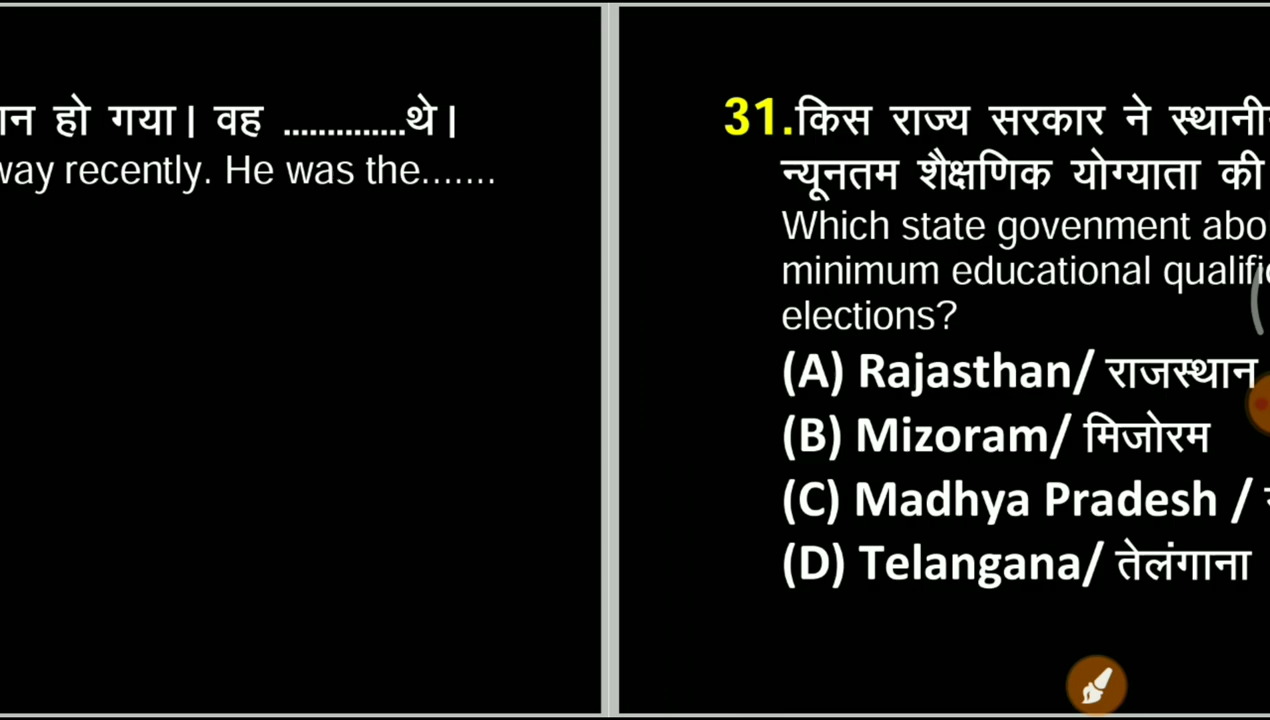 हो गया। वह ..............थे।
recently. He was the.......
31.किस राज्य सरकार ने
न्यूनतम शैक्षणिक योग्याता की
Which state govenment
minimum educational
elections?
(A) Rajasthan/ राजस्थान
(B) Mizoram/ मिजोरम
(C) Madhya Pradesh /
(D) Telangana/ तेलंगाना